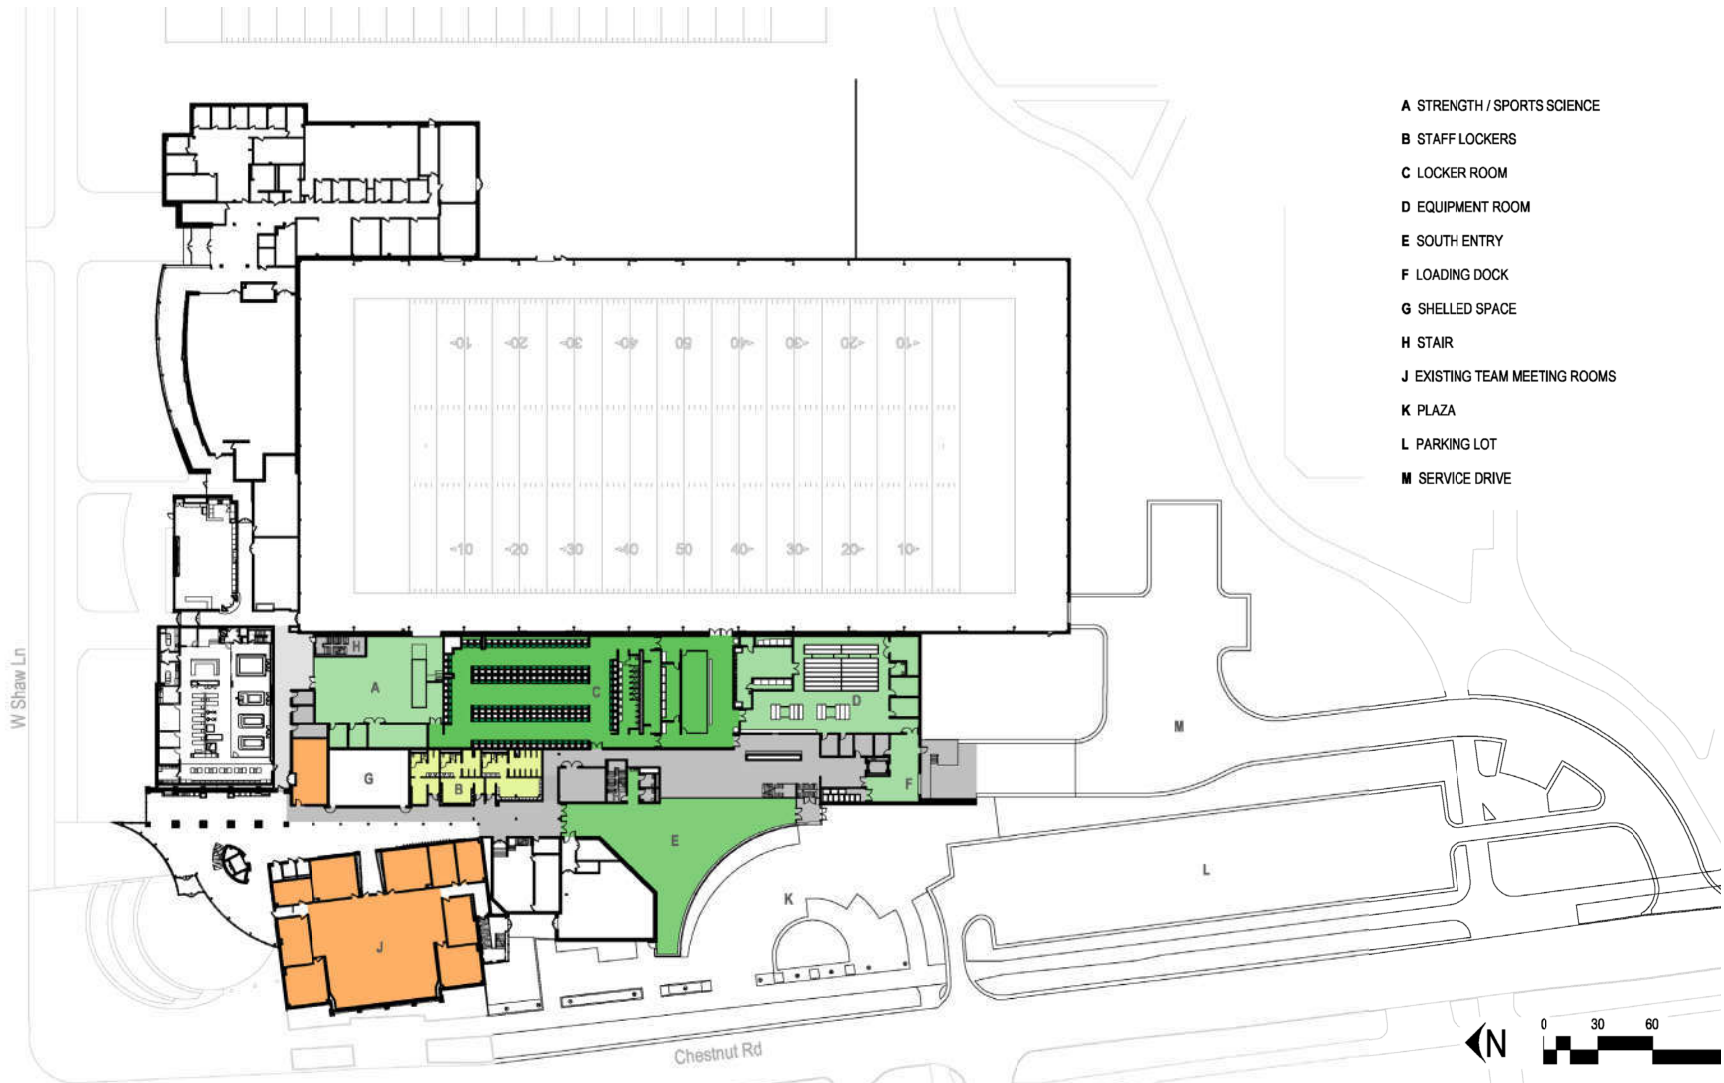 A STRENGTH / SPORTS SCIENCE
B STAFF LOCKERS
C LOCKER ROOM
D EQUIPMENT ROOM
E SOUTH ENTRY
F LOADING DOCK
G SHELLED SPACE
H STAIR
J EXISTING TEAM MEETING ROOMS
K PLAZA
L PARKING LOT
M SERVICE DRIVE
10 20 30 40 50 40 30 20 10
10 20 30 40 50 40 30 20 10
H
A
C
D
M
G
B
F
E
L
K
J
W Shaw Ln
Chestnut Rd
N
0 30 60